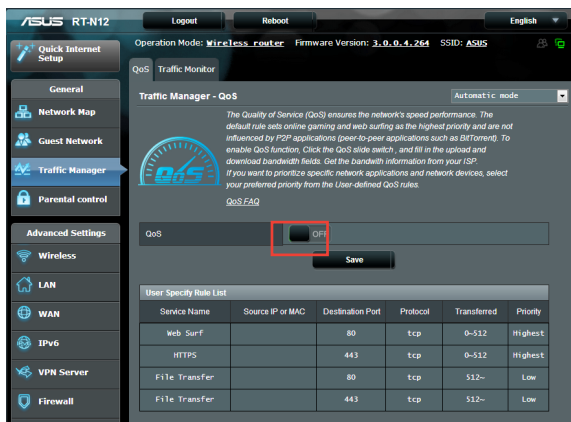 ASUS RT-N12 Logout Reboot English
Quick Internet
Setup
Operation Mode: Wireless router Firmware Version: 3.0.0.4.264 SSID: ASUS
QoS Traffic Monitor
General
Network Map
Guest Network
Traffic Manager
Parental control
Advanced Settings
Wireless
LAN
WAN
IPv6
VPN Server
Firewall
Traffic Manager - QoS Automatic mode
QoS
The Quality of Service (QoS) ensures the network's speed performance. The
default rule sets online gaming and web surfing as the highest priority and are not
influenced by P2P applications (peer-to-peer applications such as BitTorrent). To
enable QoS function, Click the QoS slide switch , and fill in the upload and
download bandwidth fields. Get the bandwidth information from your ISP.
If you want to prioritize specific network applications and network devices, select
your preferred priority from the User-defined QoS rules.
QoS FAQ
QoS OFF
Save
User Specify Rule List
Service Name Source IP or MAC Destination Port Protocol Transferred Priority
Web Surf 80 tcp 0~512 Highest
HTTPS 443 tcp 0~512 Highest
File Transfer 80 tcp 512~ Low
File Transfer 443 tcp 512~ Low